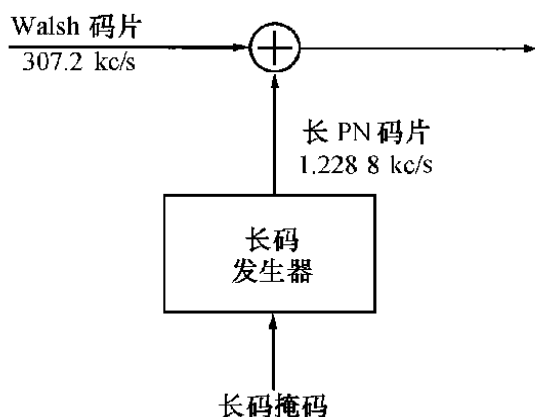 Walsh 码片
307.2 kc/s
长 PN 码片
1.228 8 kc/s
长码
发生器
长码掩码